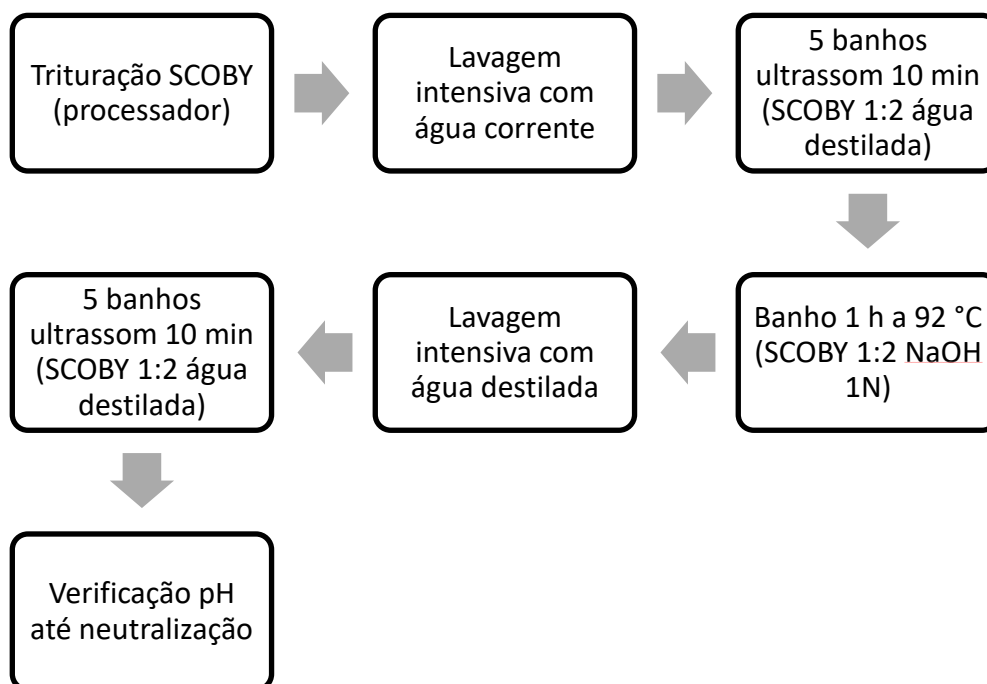 Trituração SCOBY
(processador)
Lavagem
intensiva com
água corrente
5 banhos
ultrassom 10 min
(SCOBY 1:2 água
destilada)
Banho 1 h a 92 °C
(SCOBY 1:2 NaOH
1N)
Lavagem
intensiva com
água destilada
5 banhos
ultrassom 10 min
(SCOBY 1:2 água
destilada)
Verificação pH
até neutralização